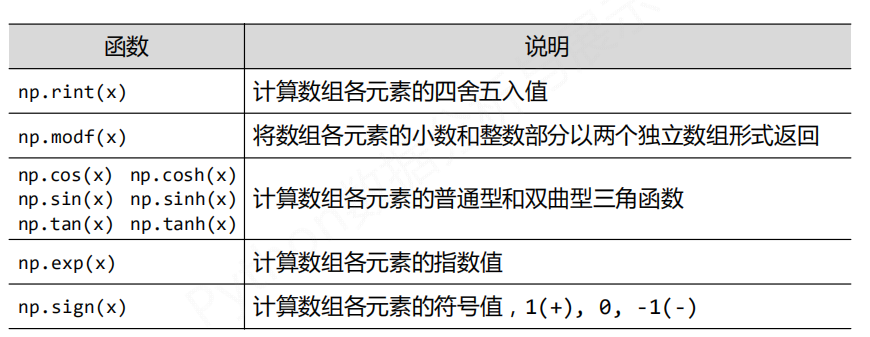 函数 说明
np.rint(x) 计算数组各元素的四舍五入值
np.modf(x) 将数组各元素的小数和整数部分以两个独立数组形式返回
np.cos(x) np.cosh(x)
np.sin(x) np.sinh(x) 计算数组各元素的普通型和双曲型三角函数
np.tan(x) np.tanh(x)
np.exp(x) 计算数组各元素的指数值
np.sign(x) 计算数组各元素的符号值，1(+), 0, -1(-)